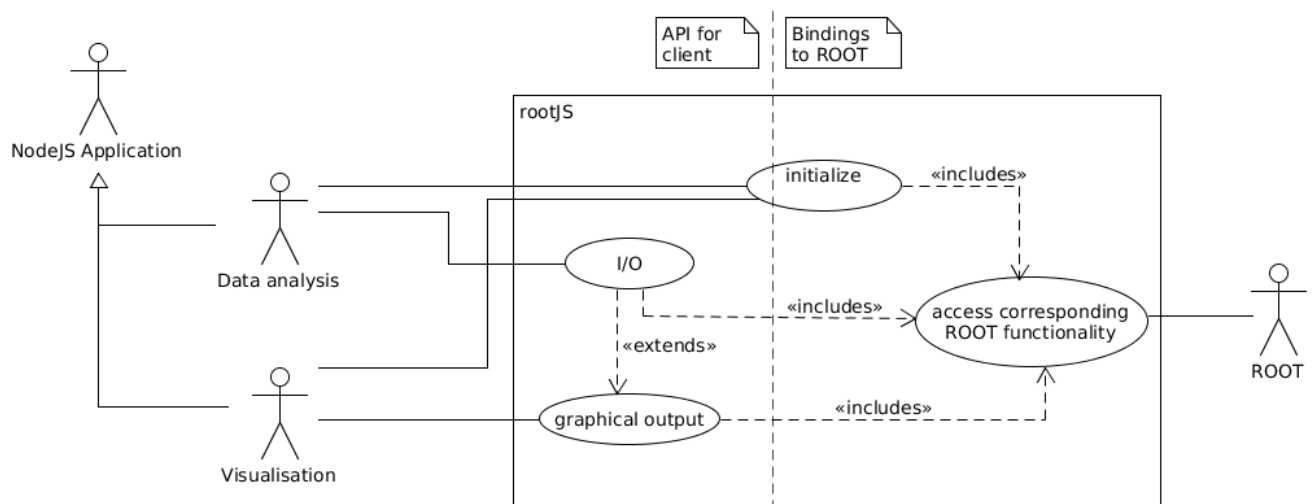 API for
client
Bindings
to ROOT
rootJS
NodeJS Application
initialize
«includes»
Data analysis
I/O
«includes»
access corresponding
ROOT functionality
«extends»
ROOT
«includes»
graphical output
Visualisation